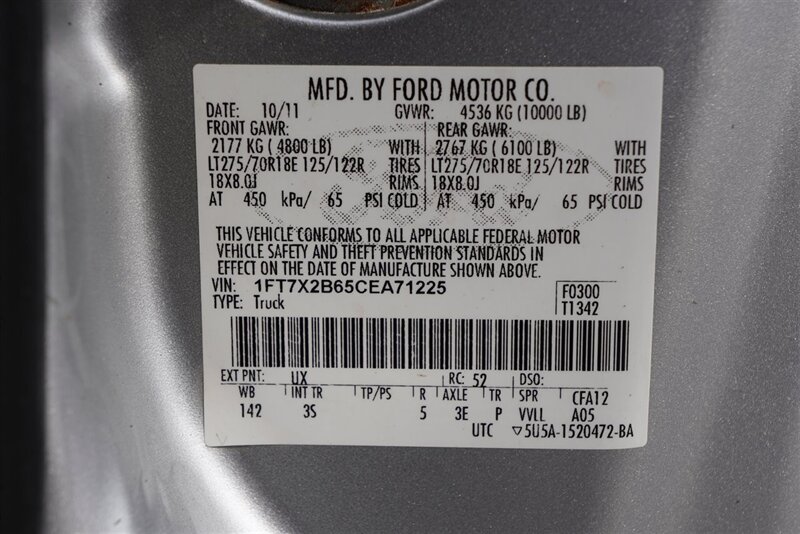 MFD. BY FORD MOTOR CO.
DATE: 10/11 GVWR: 4536 KG (10000 LB)
FRONT GAWR: REAR GAWR:
2177 KG ( 4800 LB) WITH 2767 KG ( 6100 LB) WITH
LT275/70R18E 125/122R TIRES LT275/70R18E 125/122R TIRES
18X8.0J RIMS 18X8.0J RIMS
AT 450 kPa/ 65 PSI COLD AT 450 kPa/ 65 PSI COLD
THIS VEHICLE CONFORMS TO ALL APPLICABLE FEDERAL MOTOR
VEHICLE SAFETY AND THEFT PREVENTION STANDARDS IN
EFFECT ON THE DATE OF MANUFACTURE SHOWN ABOVE.
VIN: 1FT7X2B65CEA71225 F0300
TYPE: Truck T1342
EXT PNT: UX RC: 52 DSO:
WB INT TR TP/PS R AXLE TR SPR CFA12
142 3S 5 3E P VVLL A05
UTC ▽5U5A-1520472-BA